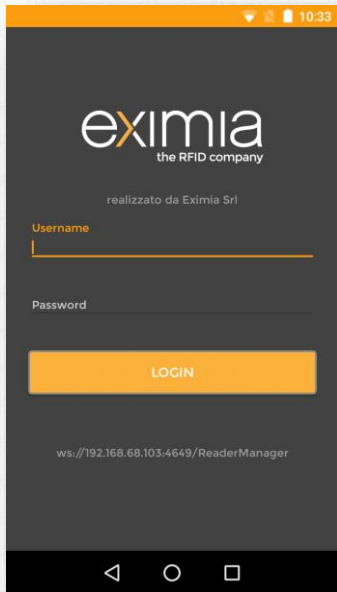 10:33
eximia
the RFID company
realizzato da Eximia Srl
Username
Password
LOGIN
ws://192.168.68.103:4649/ReaderManager